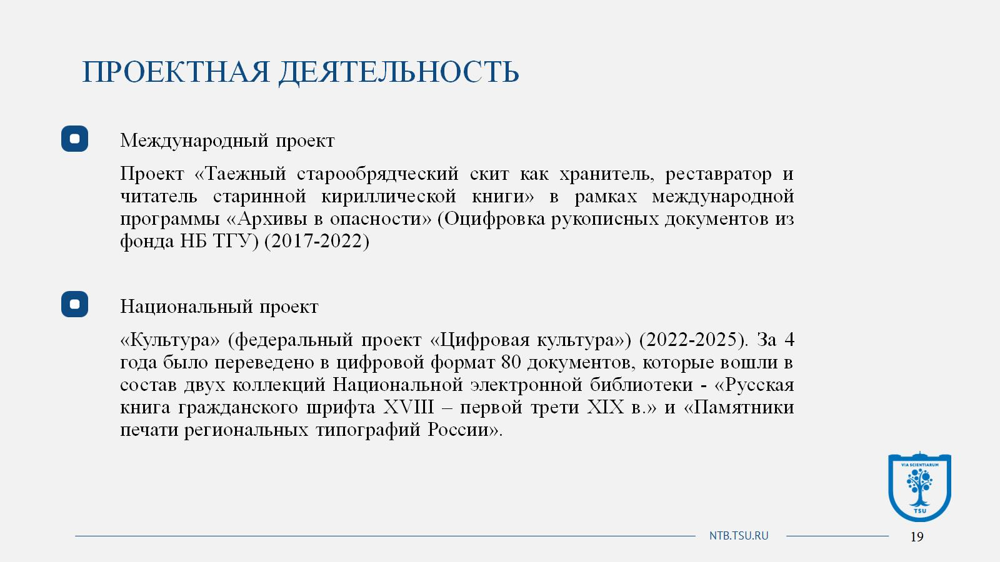 ПРОЕКТНАЯ ДЕЯТЕЛЬНОСТЬ
Международный проект
Проект «Таежный старообрядческий скит как хранитель, реставратор и
читатель старинной кириллической книги» в рамках международной
программы «Архивы в опасности» (Оцифровка рукописных документов из
фонда НБ ТГУ) (2017-2022)
Национальный проект
«Культура» (федеральный проект «Цифровая культура») (2022-2025). За 4
года было переведено в цифровой формат 80 документов, которые вошли в
состав двух коллекций Национальной электронной библиотеки - «Русская
книга гражданского шрифта XVIII – первой трети XIX в.» и «Памятники
печати региональных типографий России».
VIA SCIENTIARUM
TSU
NTB.TSU.RU
19